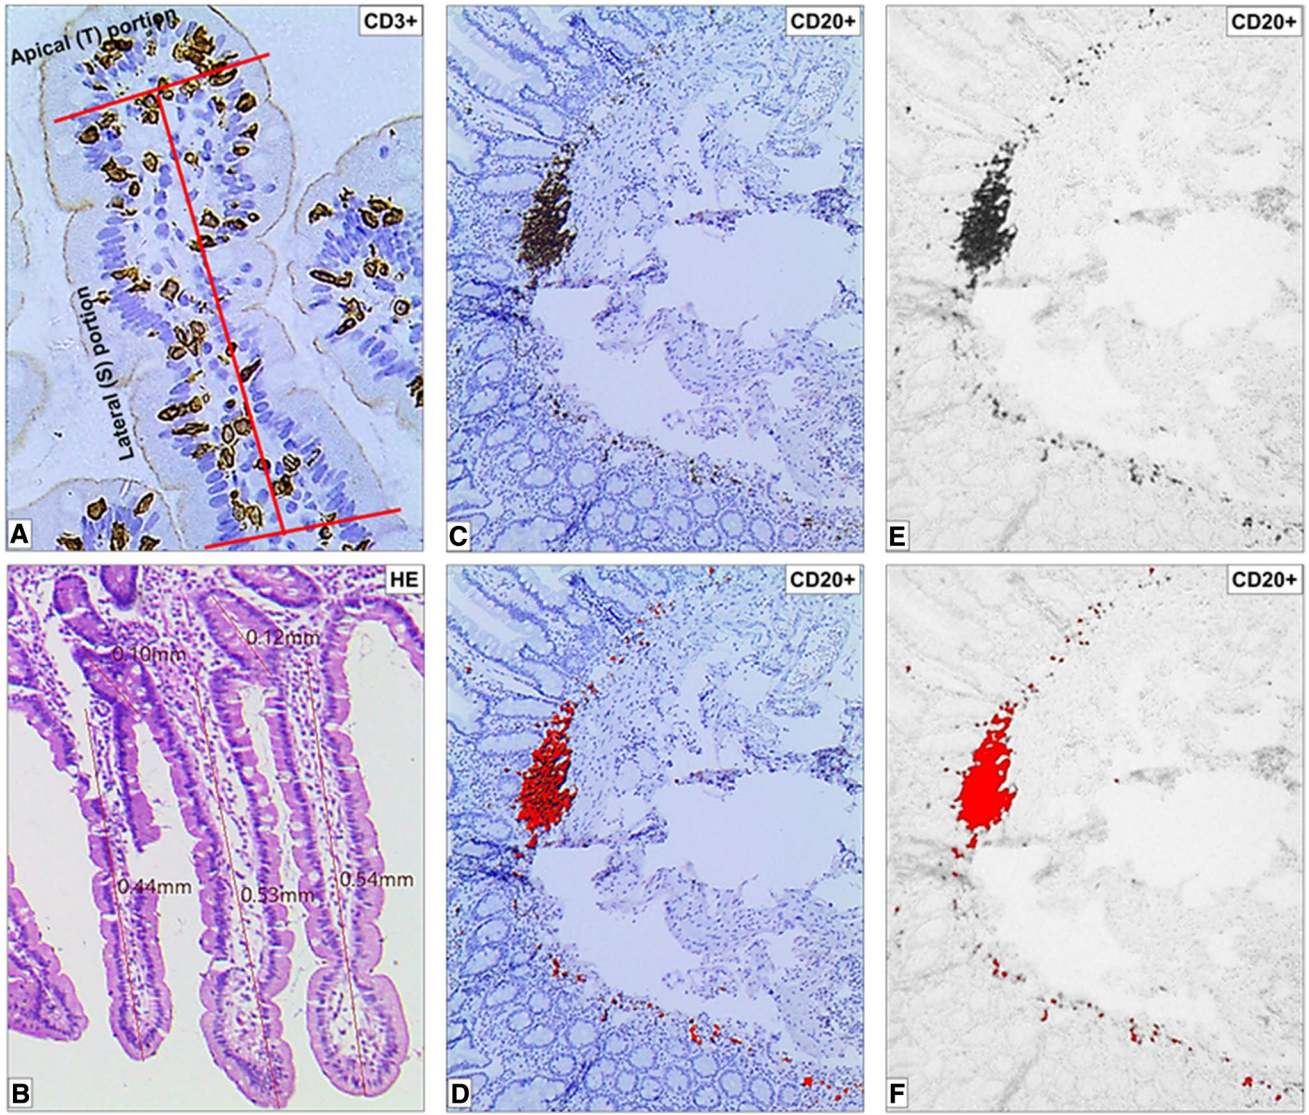 CD3+
Apical (T) portion
Lateral (S) portion
A
HE
0.12mm
0.10mm
0.44mm
0.53mm
0.54mm
B
CD20+
C
CD20+
D
CD20+
E
CD20+
F